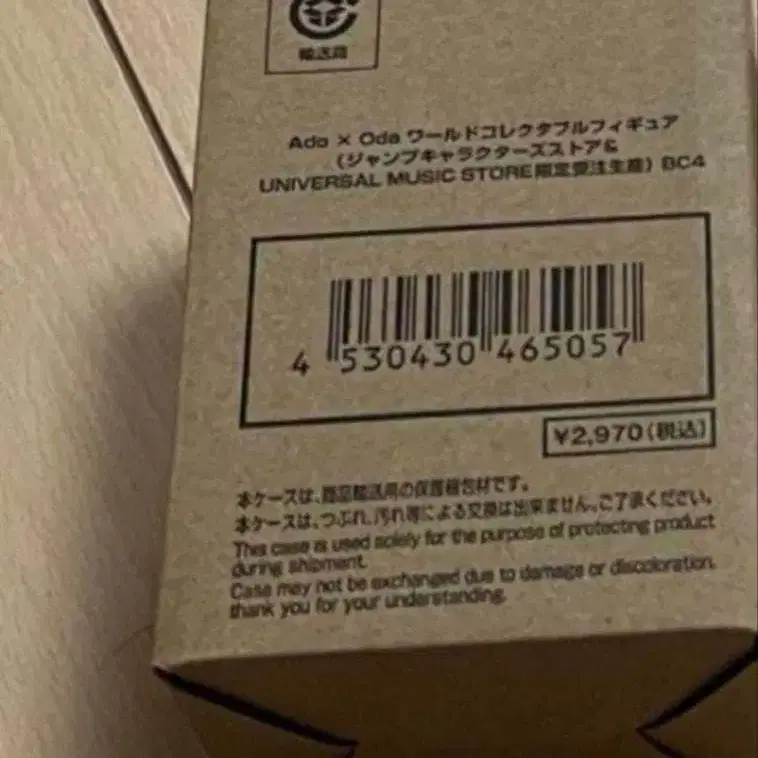 輸送用
Ado × Oda ワールドコレクタブルフィギュア
(ジャンプキャラクターズストア&
UNIVERSAL MUSIC STORE限定受注生産) BC4
4 530430 465057
¥2,970(税込)
本ケースは、商品輸送用の保護梱包材です。
本ケースは、つぶれ、汚れ等による交換は出来ません。ご了承ください。
This case is used solely for the purpose of protecting product
during shipment.
Case may not be exchanged due to damage or discoloration,
thank you for your understanding.